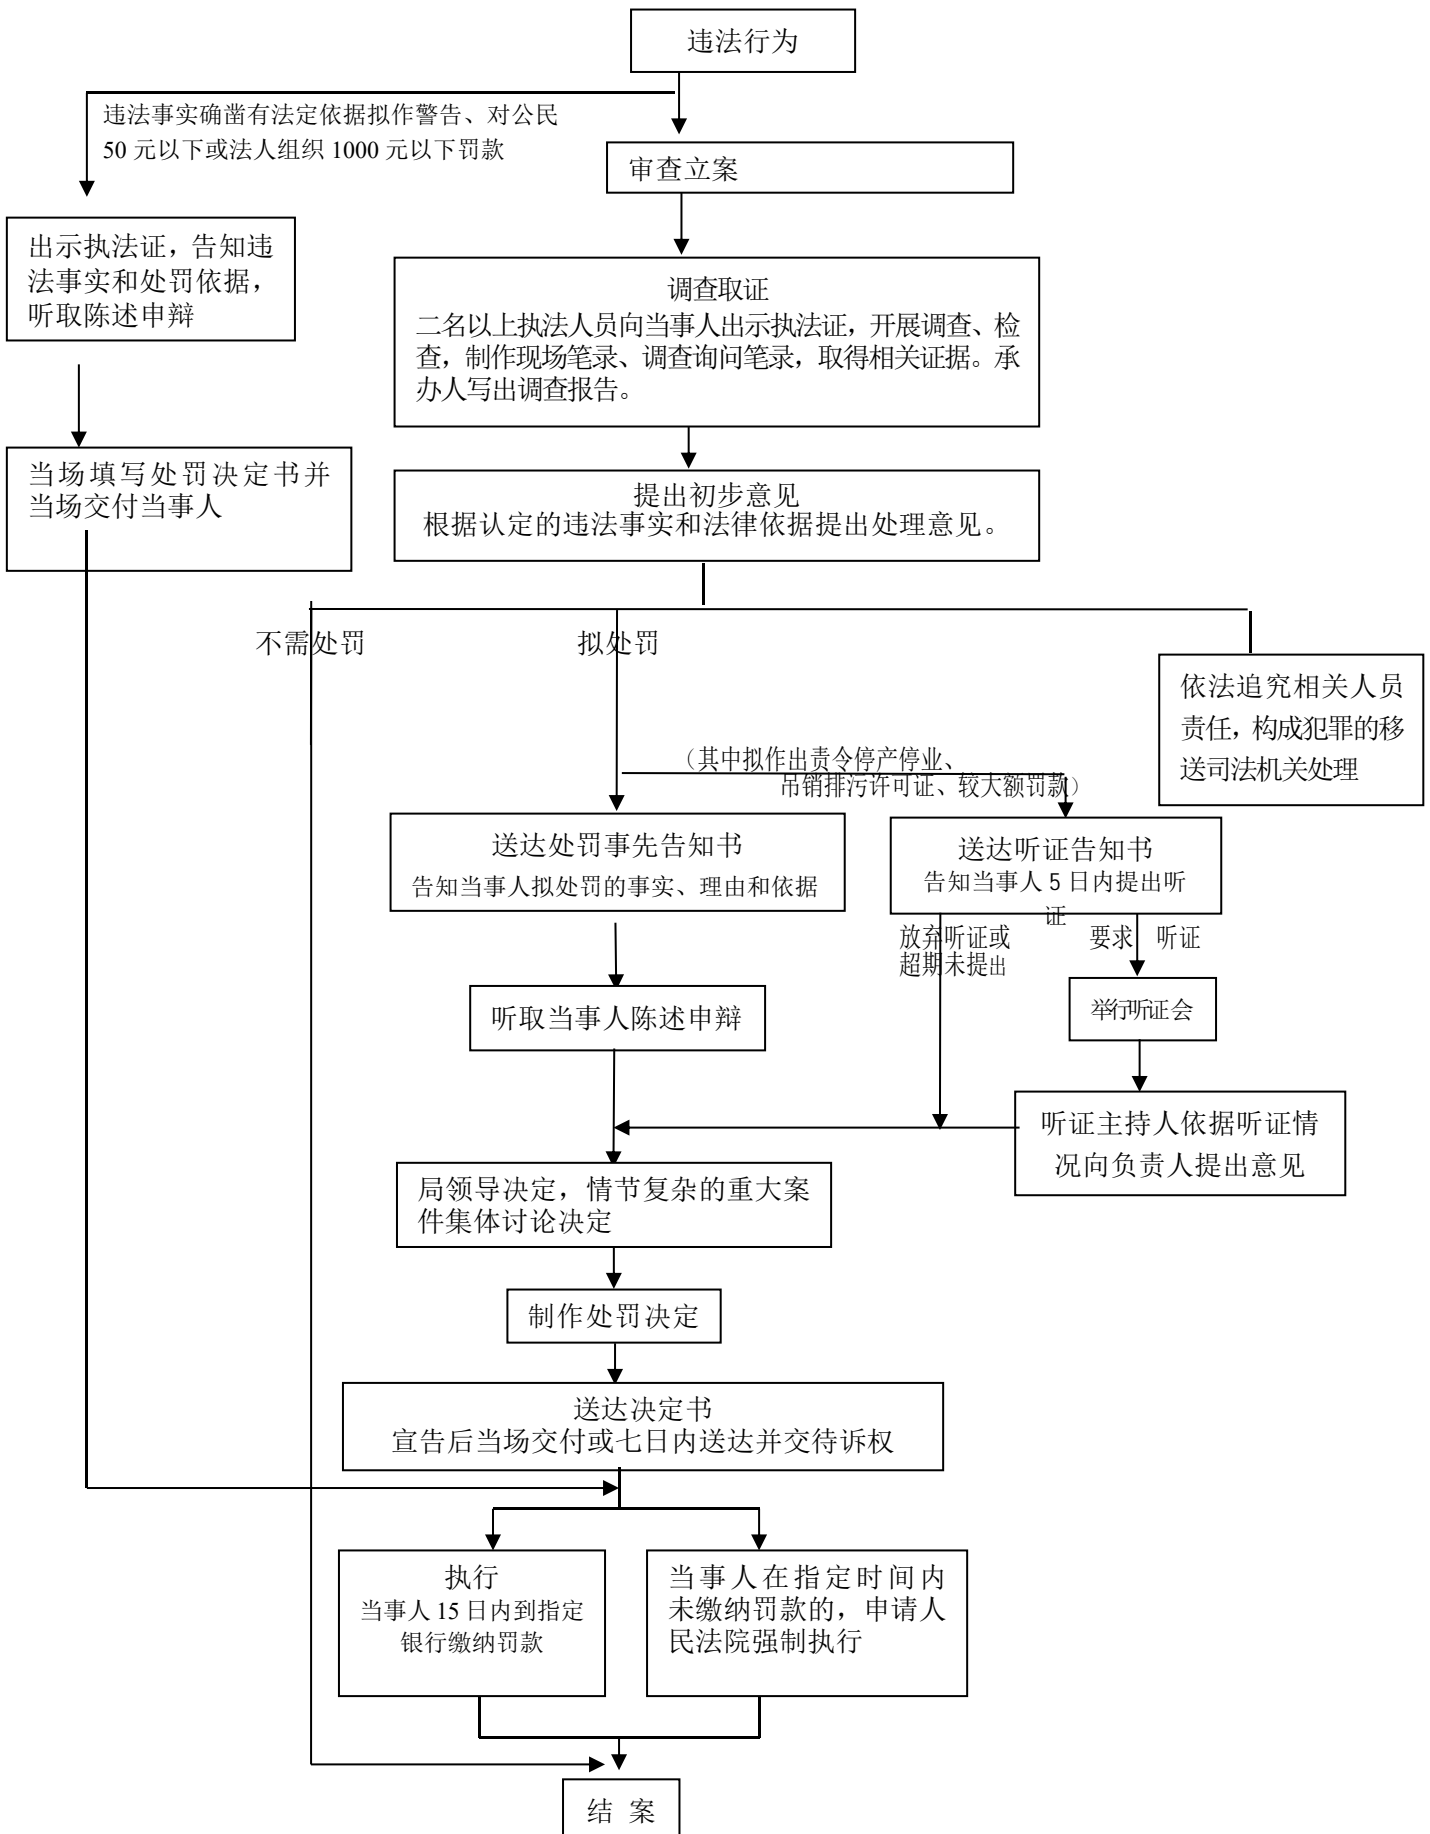 违法行为
违法事实确凿有法定依据拟作警告、对公民
50 元以下或法人组织 1000 元以下罚款
审查立案
出示执法证，告知违
法事实和处罚依据，
听取陈述申辩
调查取证
二名以上执法人员向当事人出示执法证，开展调查、检
查，制作现场笔录、调查询问笔录，取得相关证据。承
办人写出调查报告。
当场填写处罚决定书并
当场交付当事人
提出初步意见
根据认定的违法事实和法律依据提出处理意见。
不需处罚
拟处罚
依法追究相关人员
责任，构成犯罪的移
送司法机关处理
（其中拟作出责令停产停业、
吊销排污许可证、较大额罚款）
送达处罚事先告知书
告知当事人拟处罚的事实、理由和依据
送达听证告知书
告知当事人 5 日内提出听
证
放弃听证或
超期未提出
要求 听证
听取当事人陈述申辩
举行听证会
听证主持人依据听证情
况向负责人提出意见
局领导决定，情节复杂的重大案
件集体讨论决定
制作处罚决定
送达决定书
宣告后当场交付或七日内送达并交待诉权
执行
当事人 15 日内到指定
银行缴纳罚款
当事人在指定时间内
未缴纳罚款的，申请人
民法院强制执行
结 案